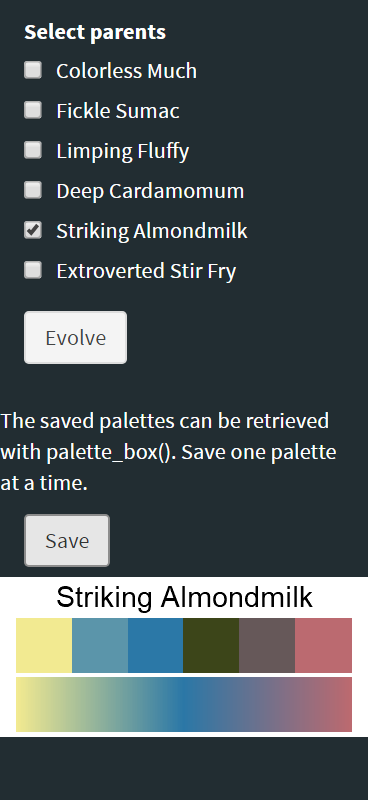 Select parents
Colorless Much
Fickle Sumac
Limping Fluffy
Deep Cardamomum
Striking Almondmilk
Extroverted Stir Fry
Evolve
The saved palettes can be retrieved
with palette_box(). Save one palette
at a time.
Save
Striking Almondmilk